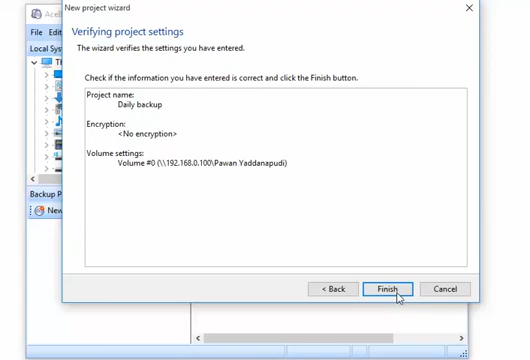 New project wizard
Verifying project settings
The wizard verifies the settings you have entered.
Check if the information you have entered is correct and click the Finish button.
Project name:
Daily backup
Encryption:
<No encryption>
Volume settings:
Volume #0 (\\192.168.0.100\Pawan Yaddanapudi)
< Back
Finish
Cancel
File
Edit
Local Sys
Backup P
New